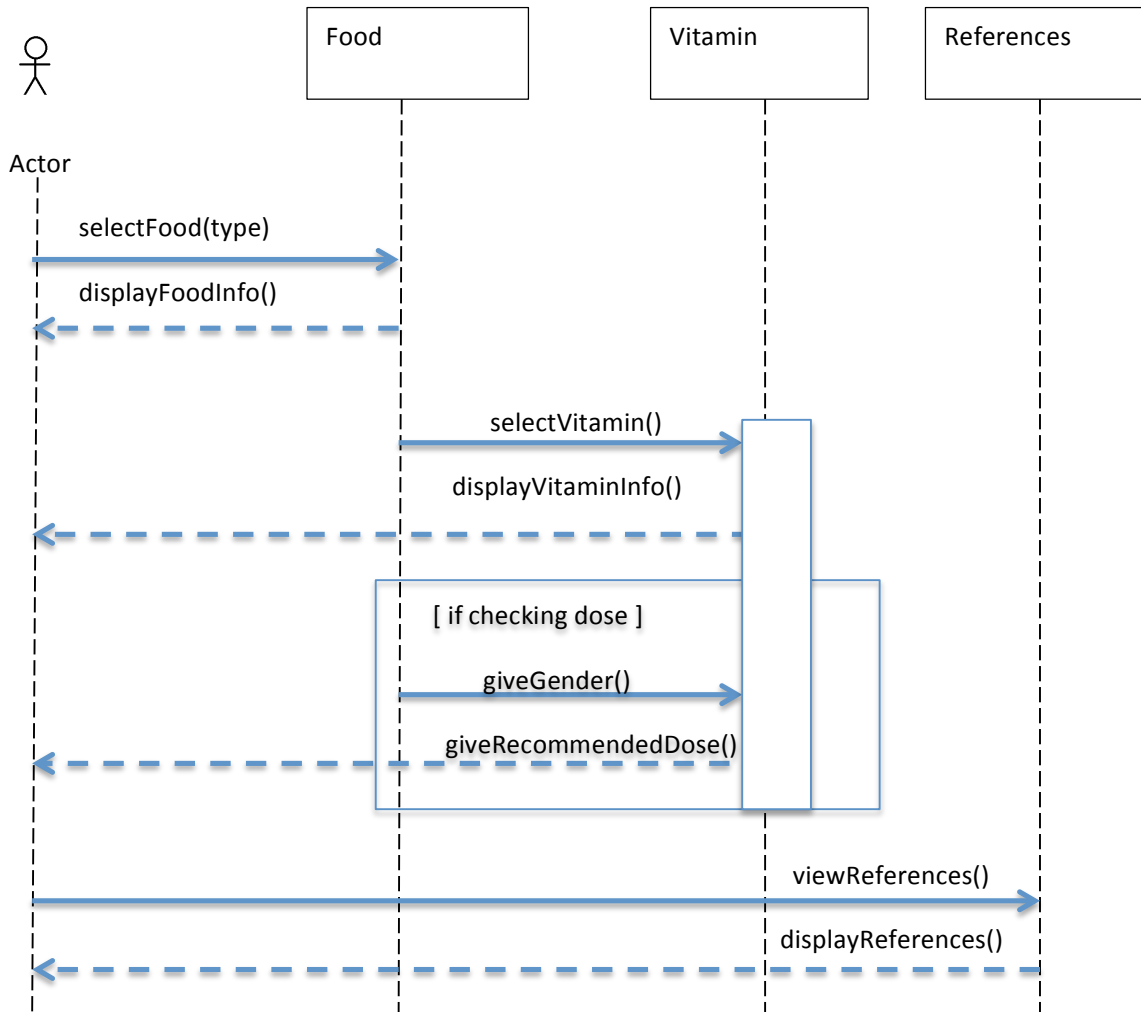 Food
Vitamin
References
Actor
selectFood(type)
displayFoodInfo()
selectVitamin()
displayVitaminInfo()
[ if checking dose ]
giveGender()
giveRecommendedDose()
viewReferences()
displayReferences()